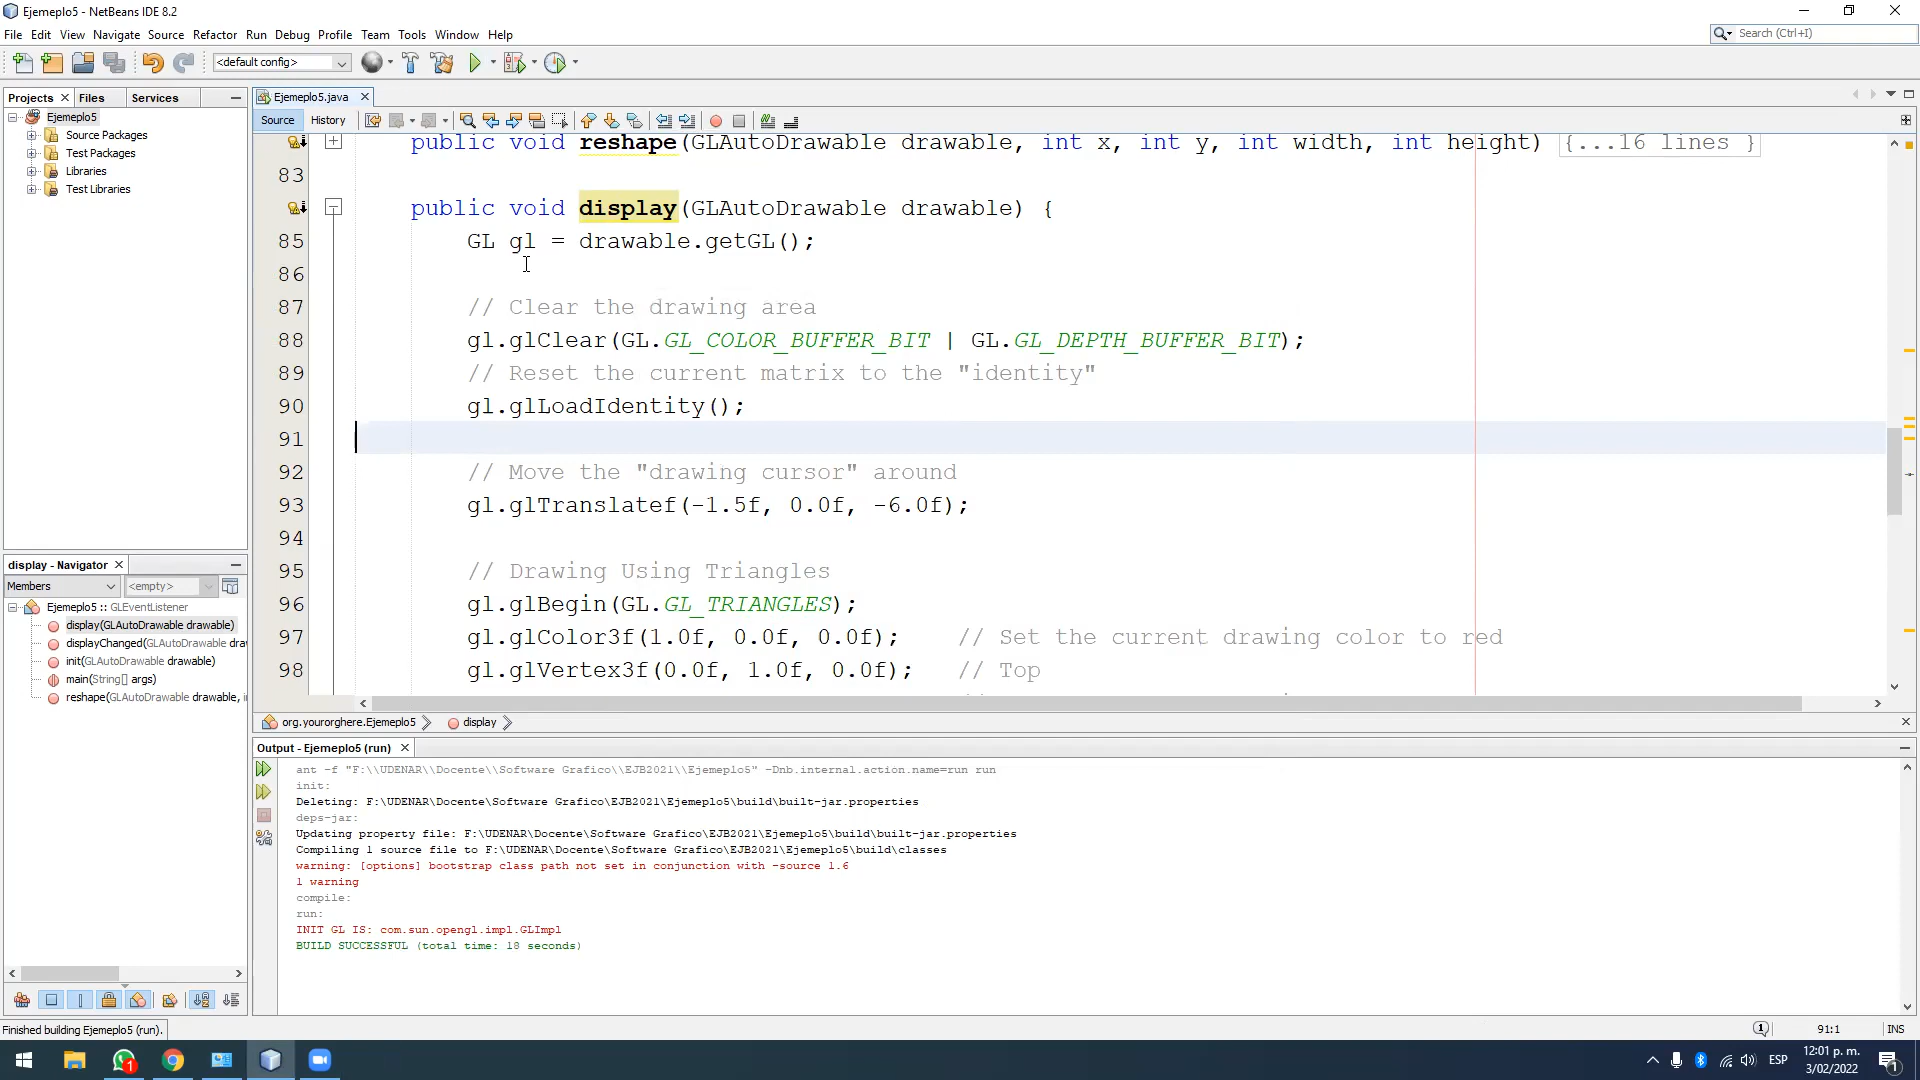 Ejemeplo5 - NetBeans IDE 8.2
File Edit View Navigate Source Refactor Run Debug Profile Team Tools Window Help
Search (Ctrl+I)
<default config>
Projects Files Services
Ejemeplo5.java
Ejemeplo5
Source Packages
Test Packages
Libraries
Test Libraries
Source History
public void reshape(GLAutoDrawable drawable, int x, int y, int width, int height) {...16 lines }
83
public void display(GLAutoDrawable drawable) {
85 GL gl = drawable.getGL();
86
87 // Clear the drawing area
88 gl.glClear(GL.GL_COLOR_BUFFER_BIT | GL.GL_DEPTH_BUFFER_BIT);
89 // Reset the current matrix to the "identity"
90 gl.glLoadIdentity();
91
92 // Move the "drawing cursor" around
93 gl.glTranslatef(-1.5f, 0.0f, -6.0f);
94
95 // Drawing Using Triangles
96 gl.glBegin(GL.GL_TRIANGLES);
97 gl.glColor3f(1.0f, 0.0f, 0.0f); // Set the current drawing color to red
98 gl.glVertex3f(0.0f, 1.0f, 0.0f); // Top
org.yourorghere.Ejemeplo5 display
display - Navigator
Members <empty>
Ejemeplo5 :: GLEventListener
display(GLAutoDrawable drawable)
displayChanged(GLAutoDrawable dra
init(GLAutoDrawable drawable)
main(String[] args)
reshape(GLAutoDrawable drawable, i
Output - Ejemeplo5 (run)
ant -f "F:\\UDENAR\\Docente\\Software Grafico\\EJB2021\\Ejemeplo5" -Dnb.internal.action.name=run run
init:
Deleting: F:\UDENAR\Docente\Software Grafico\EJB2021\Ejemeplo5\build\built-jar.properties
deps-jar:
Updating property file: F:\UDENAR\Docente\Software Grafico\EJB2021\Ejemeplo5\build\built-jar.properties
Compiling 1 source file to F:\UDENAR\Docente\Software Grafico\EJB2021\Ejemeplo5\build\classes
warning: [options] bootstrap class path not set in conjunction with -source 1.6
1 warning
compile:
run:
INIT GL IS: com.sun.opengl.impl.GLImpl
BUILD SUCCESSFUL (total time: 18 seconds)
Finished building Ejemeplo5 (run).
1
91:1 INS
1
ESP
12:01 p. m.
3/02/2022
1